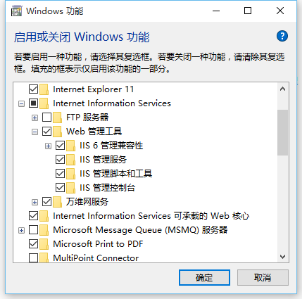 Windows 功能
启用或关闭 Windows 功能
若要启用一种功能，请选择其复选框。若要关闭一种功能，请清除其复选框。填充的框表示仅启用该功能的一部分。
Internet Explorer 11
Internet Information Services
FTP 服务器
Web 管理工具
IIS 6 管理兼容性
IIS 管理服务
IIS 管理脚本和工具
IIS 管理控制台
万维网服务
Internet Information Services 可承载的 Web 核心
Microsoft Message Queue (MSMQ) 服务器
Microsoft Print to PDF
MultiPoint Connector
确定
取消